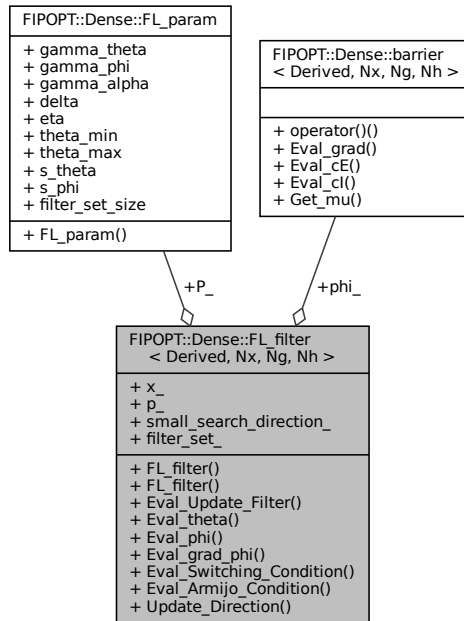 FIPOPT::Dense::FL_param
+ gamma_theta
+ gamma_phi
+ gamma_alpha
+ delta
+ eta
+ theta_min
+ theta_max
+ s_theta
+ s_phi
+ filter_set_size
+ FL_param()
FIPOPT::Dense::barrier
< Derived, Nx, Ng, Nh >
+ operator()()
+ Eval_grad()
+ Eval_cE()
+ Eval_cI()
+ Get_mu()
+P_
+phi_
FIPOPT::Dense::FL_filter
< Derived, Nx, Ng, Nh >
+ x_
+ p_
+ small_search_direction_
+ filter_set_
+ FL_filter()
+ FL_filter()
+ Eval_Update_Filter()
+ Eval_theta()
+ Eval_phi()
+ Eval_grad_phi()
+ Eval_Switching_Condition()
+ Eval_Armijo_Condition()
+ Update_Direction()